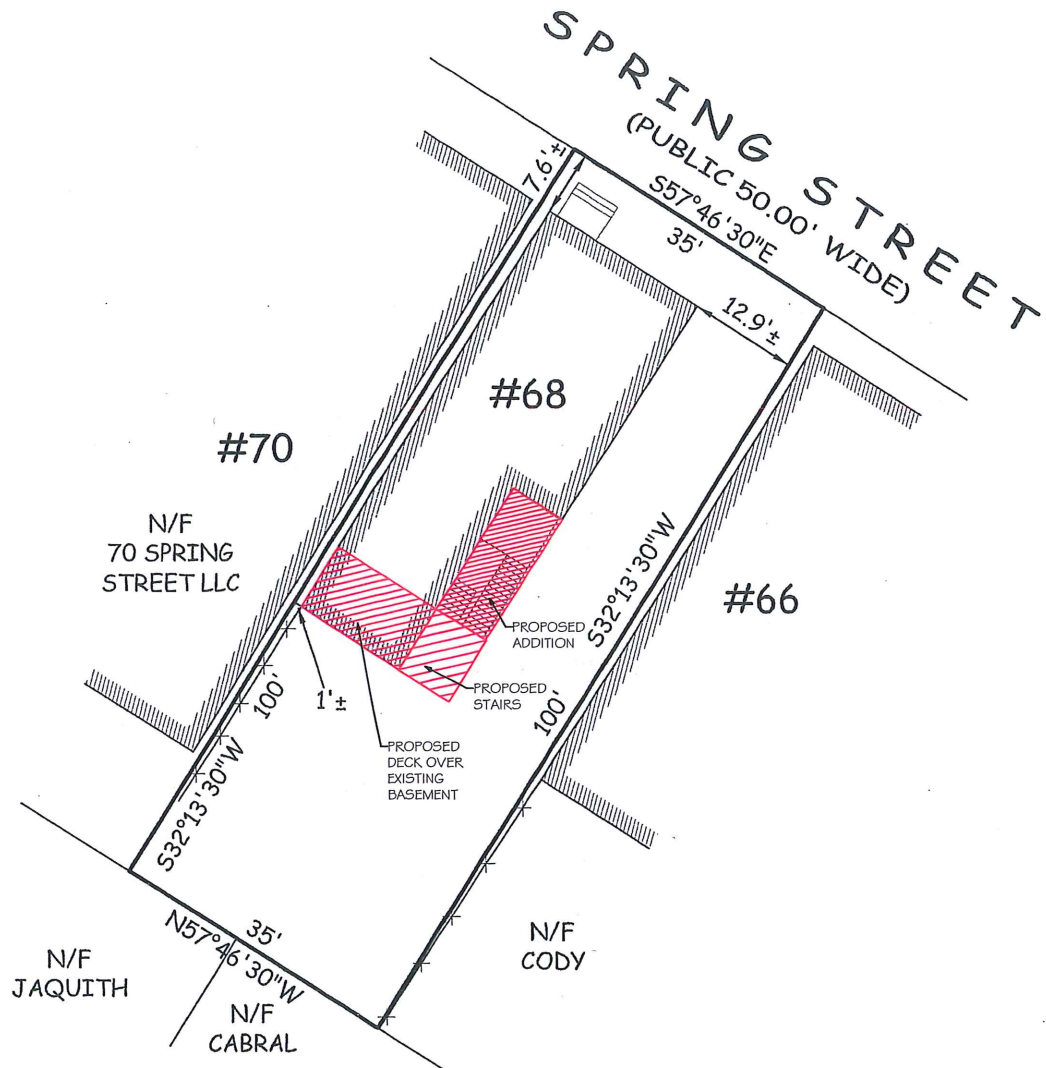 SPRING STREET
(PUBLIC 50.00' WIDE)
S57°46'30"E
35'
7.6'±
12.9'±
#68
#70
N/F
70 SPRING
STREET LLC
#66
S32°13'30"W
100'
PROPOSED
ADDITION
PROPOSED
STAIRS
1'±
100'
S32°13'30"W
PROPOSED
DECK OVER
EXISTING
BASEMENT
35'
N57°46'30"W
N/F
JAQUITH
N/F
CABRAL
N/F
CODY